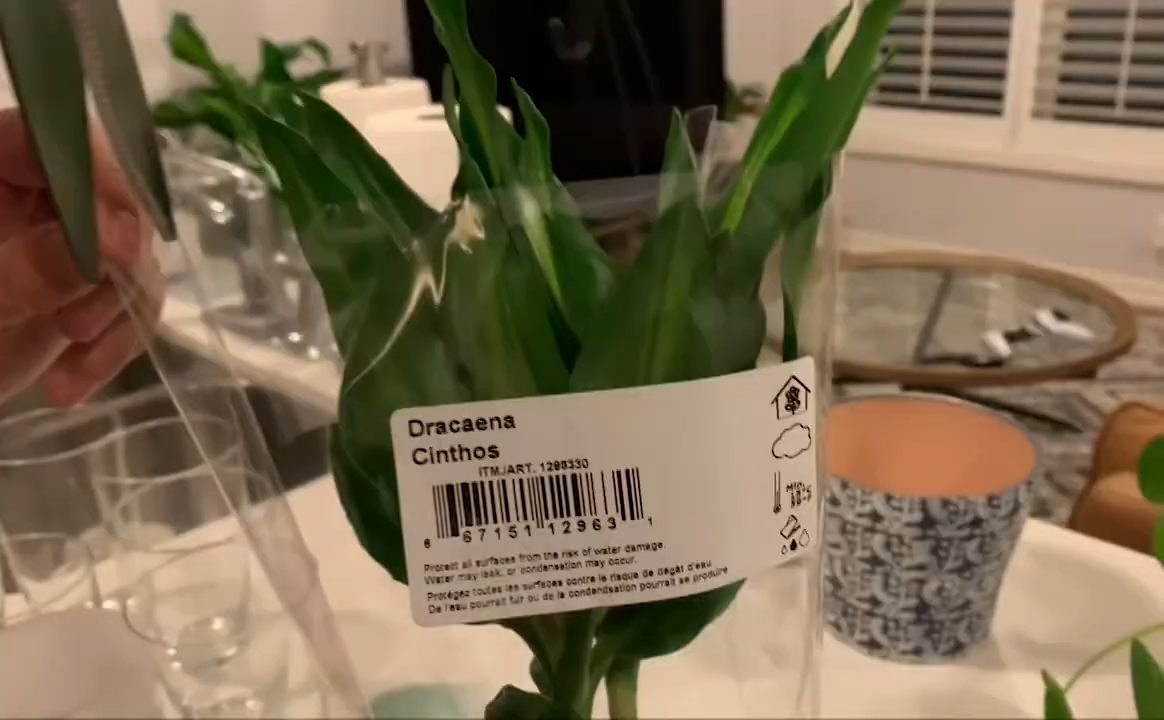 Dracaena
Cinthos
ITM./ART. 1298330
6 67151 12963 1
Protect all surfaces from the risk of water damage.
Water may leak, or condensation may occur.
Protégez toutes les surfaces contre le risque de dégât d'eau
De l'eau pourrait fuir ou de la condensation pourrait se produire